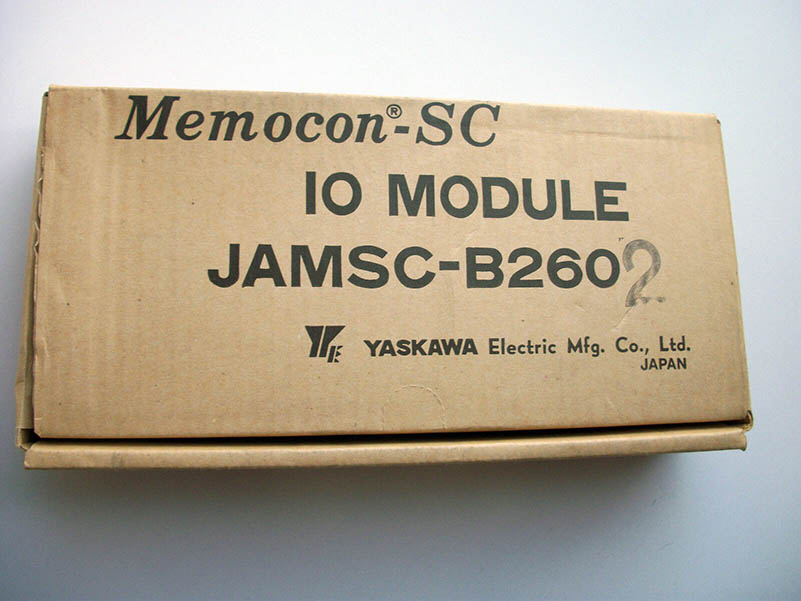 Memocon®-SC
IO MODULE
JAMSC-B2602
YASKAWA Electric Mfg. Co., Ltd.
JAPAN